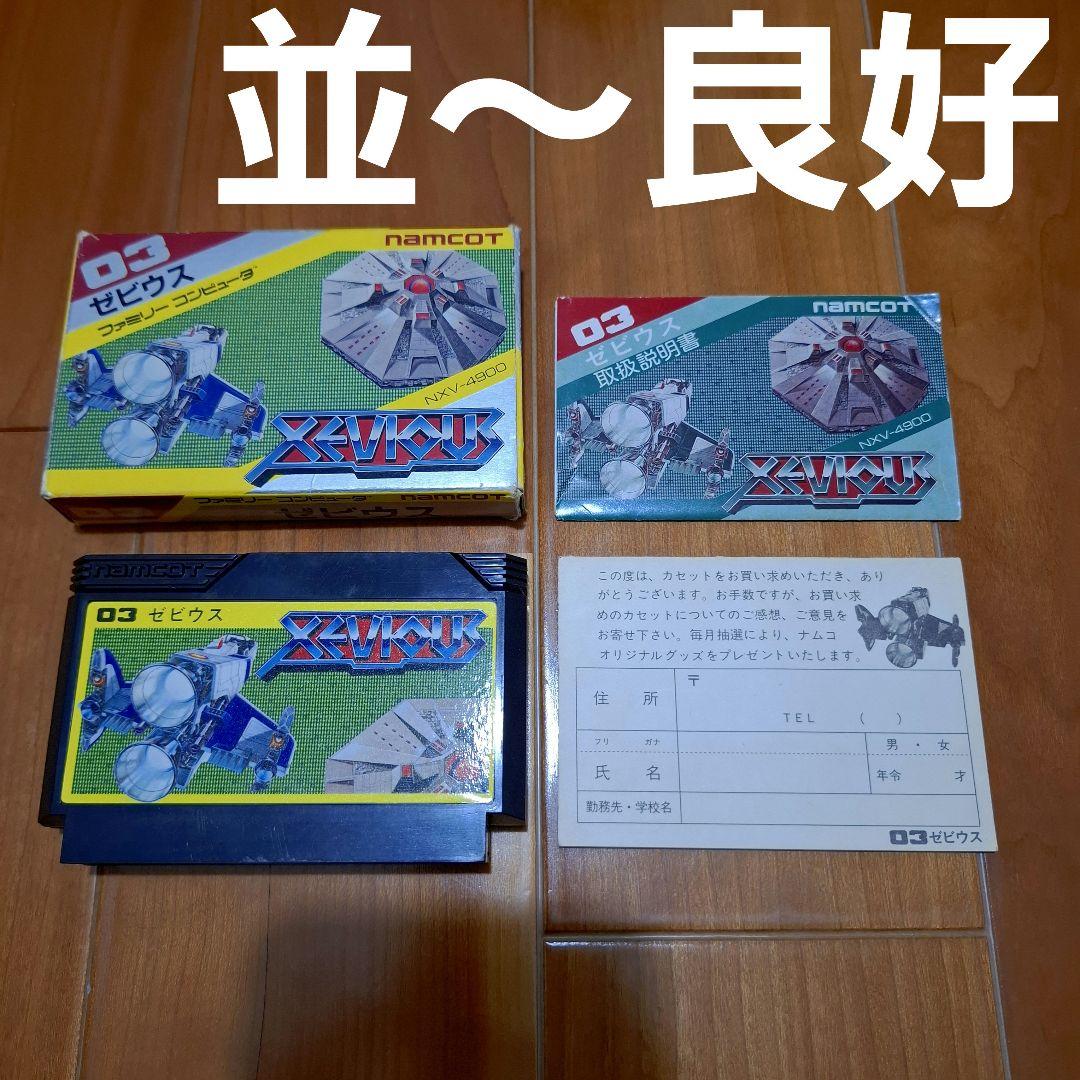 並〜良好
03
namcoT
ゼビウス
ファミリーコンピュータ
NXV-4900
XEVIOUS
ファミリーコンピュータ
namcoT
ゼビウス
03
namcoT
ゼビウス
取扱説明書
NXV-4900
XEVIOUS
namcoT
03 ゼビウス
XEVIOUS
この度は、カセットをお買い求めいただき、あり
がとうございます。お手数ですが、お買い求
めのカセットについてのご感想、ご意見を
お寄せ下さい。毎月抽選により、ナムコ
オリジナルグッズをプレゼントいたします。
住 所
〒
TEL ( )
フリ ガナ
氏 名
男・女
年令 才
勤務先・学校名
03ゼビウス